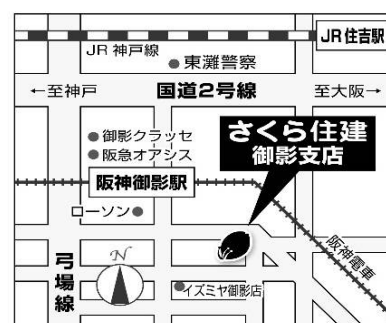 JR住吉駅
JR 神戸線
東灘警察
←至神戸
国道2号線
至大阪→
さくら住建
御影支店
御影クラッセ
阪急オアシス
阪神御影駅
ローソン
阪神電車
弓場線
N
イズミヤ御影店